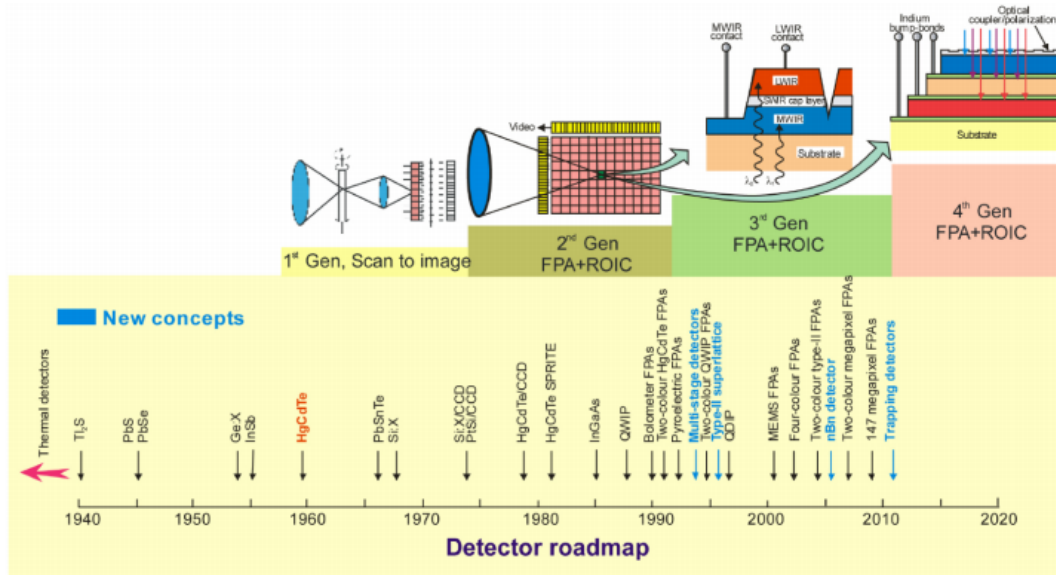 MWIR
contact
LWIR
contact
Indium
bump-bonds
Optical
coupler/polarization
LWIR
SWIR cap layer
MWIR
Substrate
Substrate
Video
1st Gen, Scan to image
2nd Gen
FPA+ROIC
3rd Gen
FPA+ROIC
4th Gen
FPA+ROIC
New concepts
Thermal detectors
Tl2S
PbS
PbSe
Ge:X
InSb
HgCdTe
PbSnTe
Si:X
Si:X/CCD
PtSi/CCD
HgCdTe/CCD
HgCdTe SPRITE
InGaAs
QWIP
Bolometer FPAs
Two-colour HgCdTe FPAs
Pyroelectric FPAs
Multi-stage detectors
Two-colour QWIP FPAs
Type-II superlattice
QDIP
MEMS FPAs
Four-colour FPAs
Two-colour type-II FPAs
nBn detector
Two-colour megapixel FPAs
147 megapixel FPAs
Trapping detectors
1940 1950 1960 1970 1980 1990 2000 2010 2020
Detector roadmap